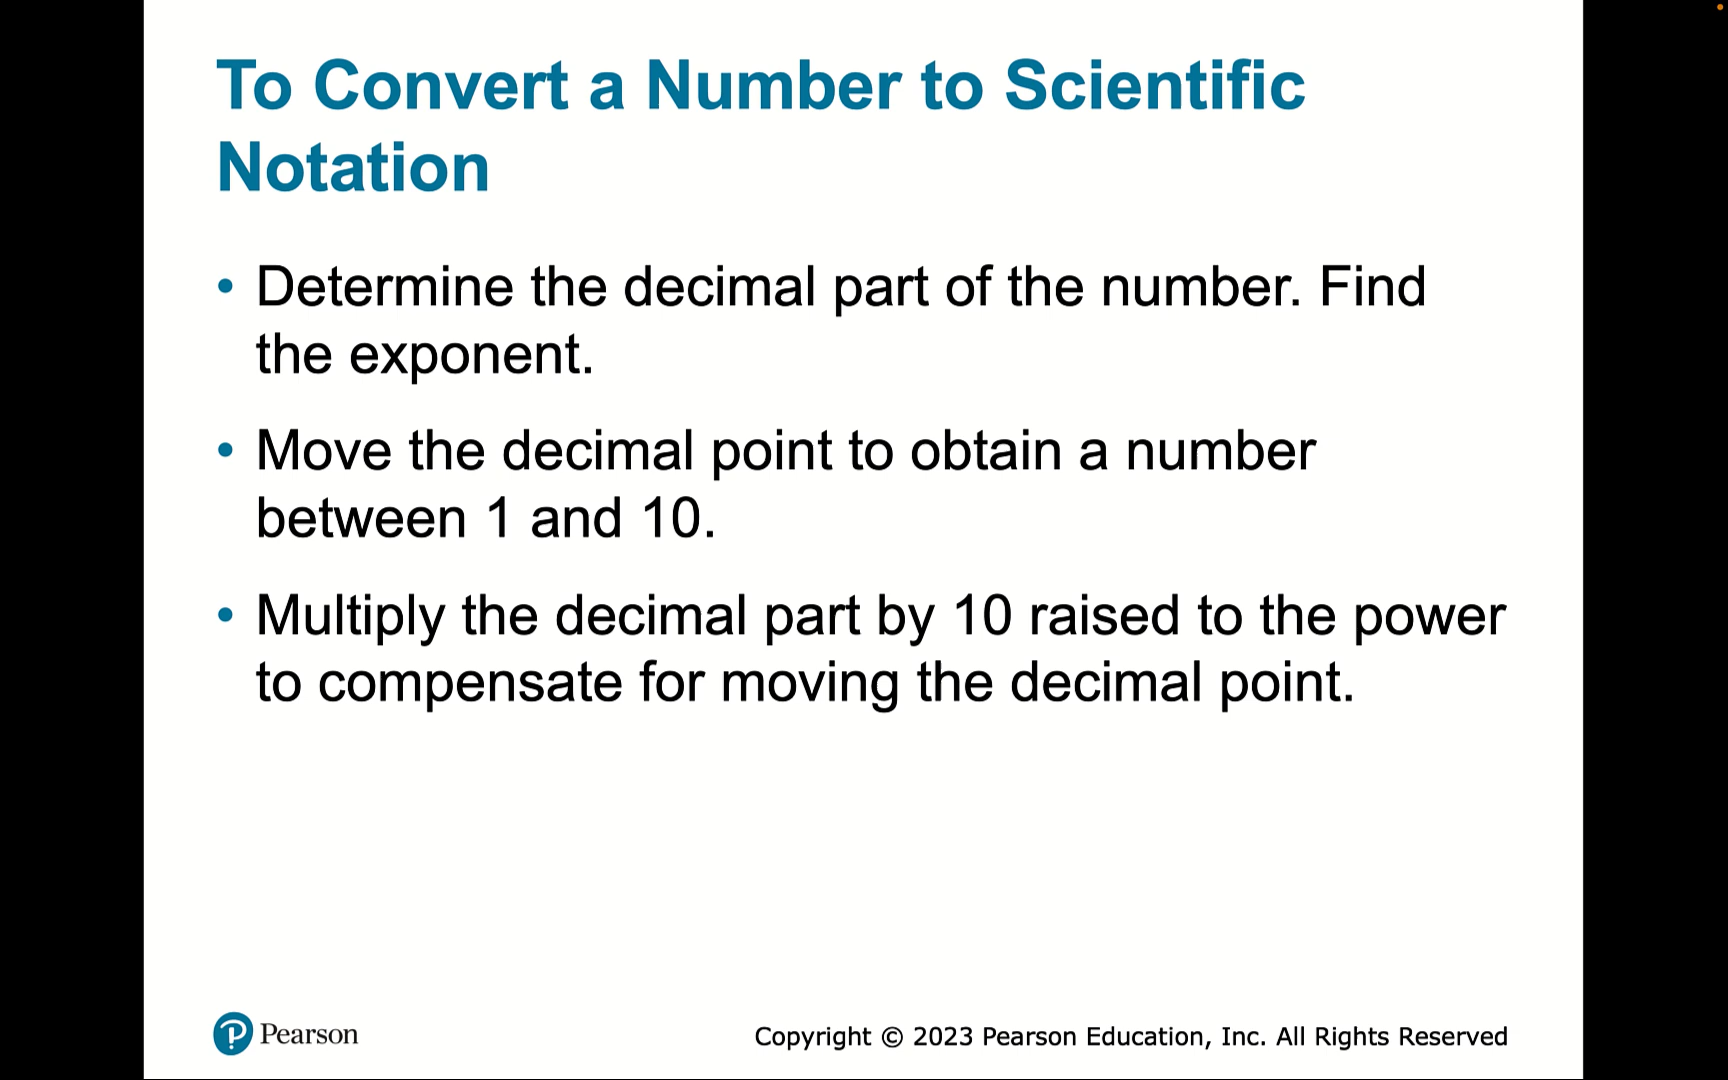 To Convert a Number to Scientific
Notation
• Determine the decimal part of the number. Find
the exponent.
• Move the decimal point to obtain a number
between 1 and 10.
• Multiply the decimal part by 10 raised to the power
to compensate for moving the decimal point.
P Pearson
Copyright © 2023 Pearson Education, Inc. All Rights Reserved